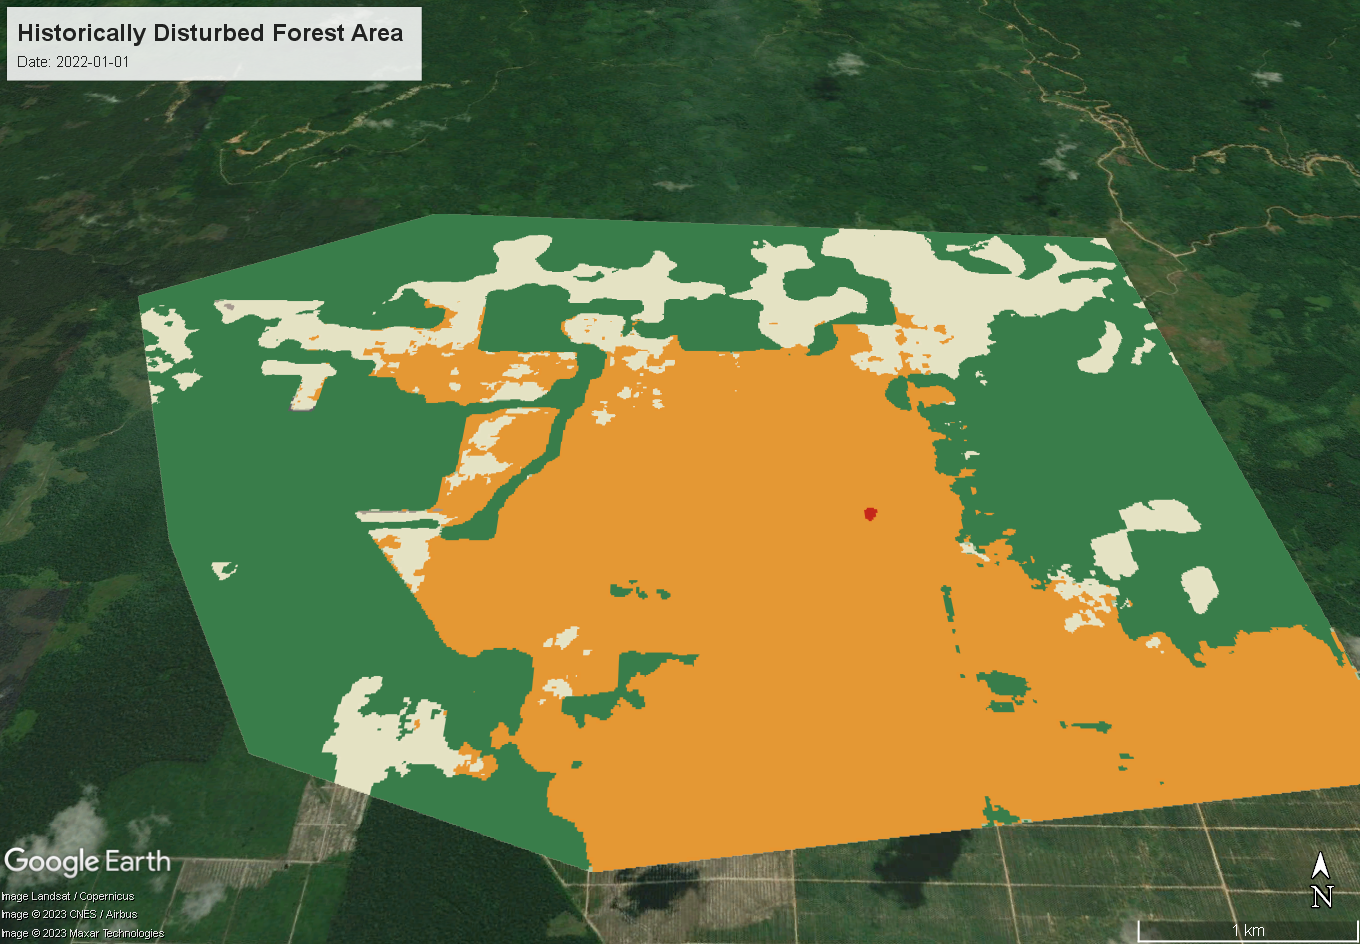 Historically Disturbed Forest Area
Date: 2022-01-01
Google Earth
Image Landsat / Copernicus
Image © 2023 CNES / Airbus
Image © 2023 Maxar Technologies
N
1 km